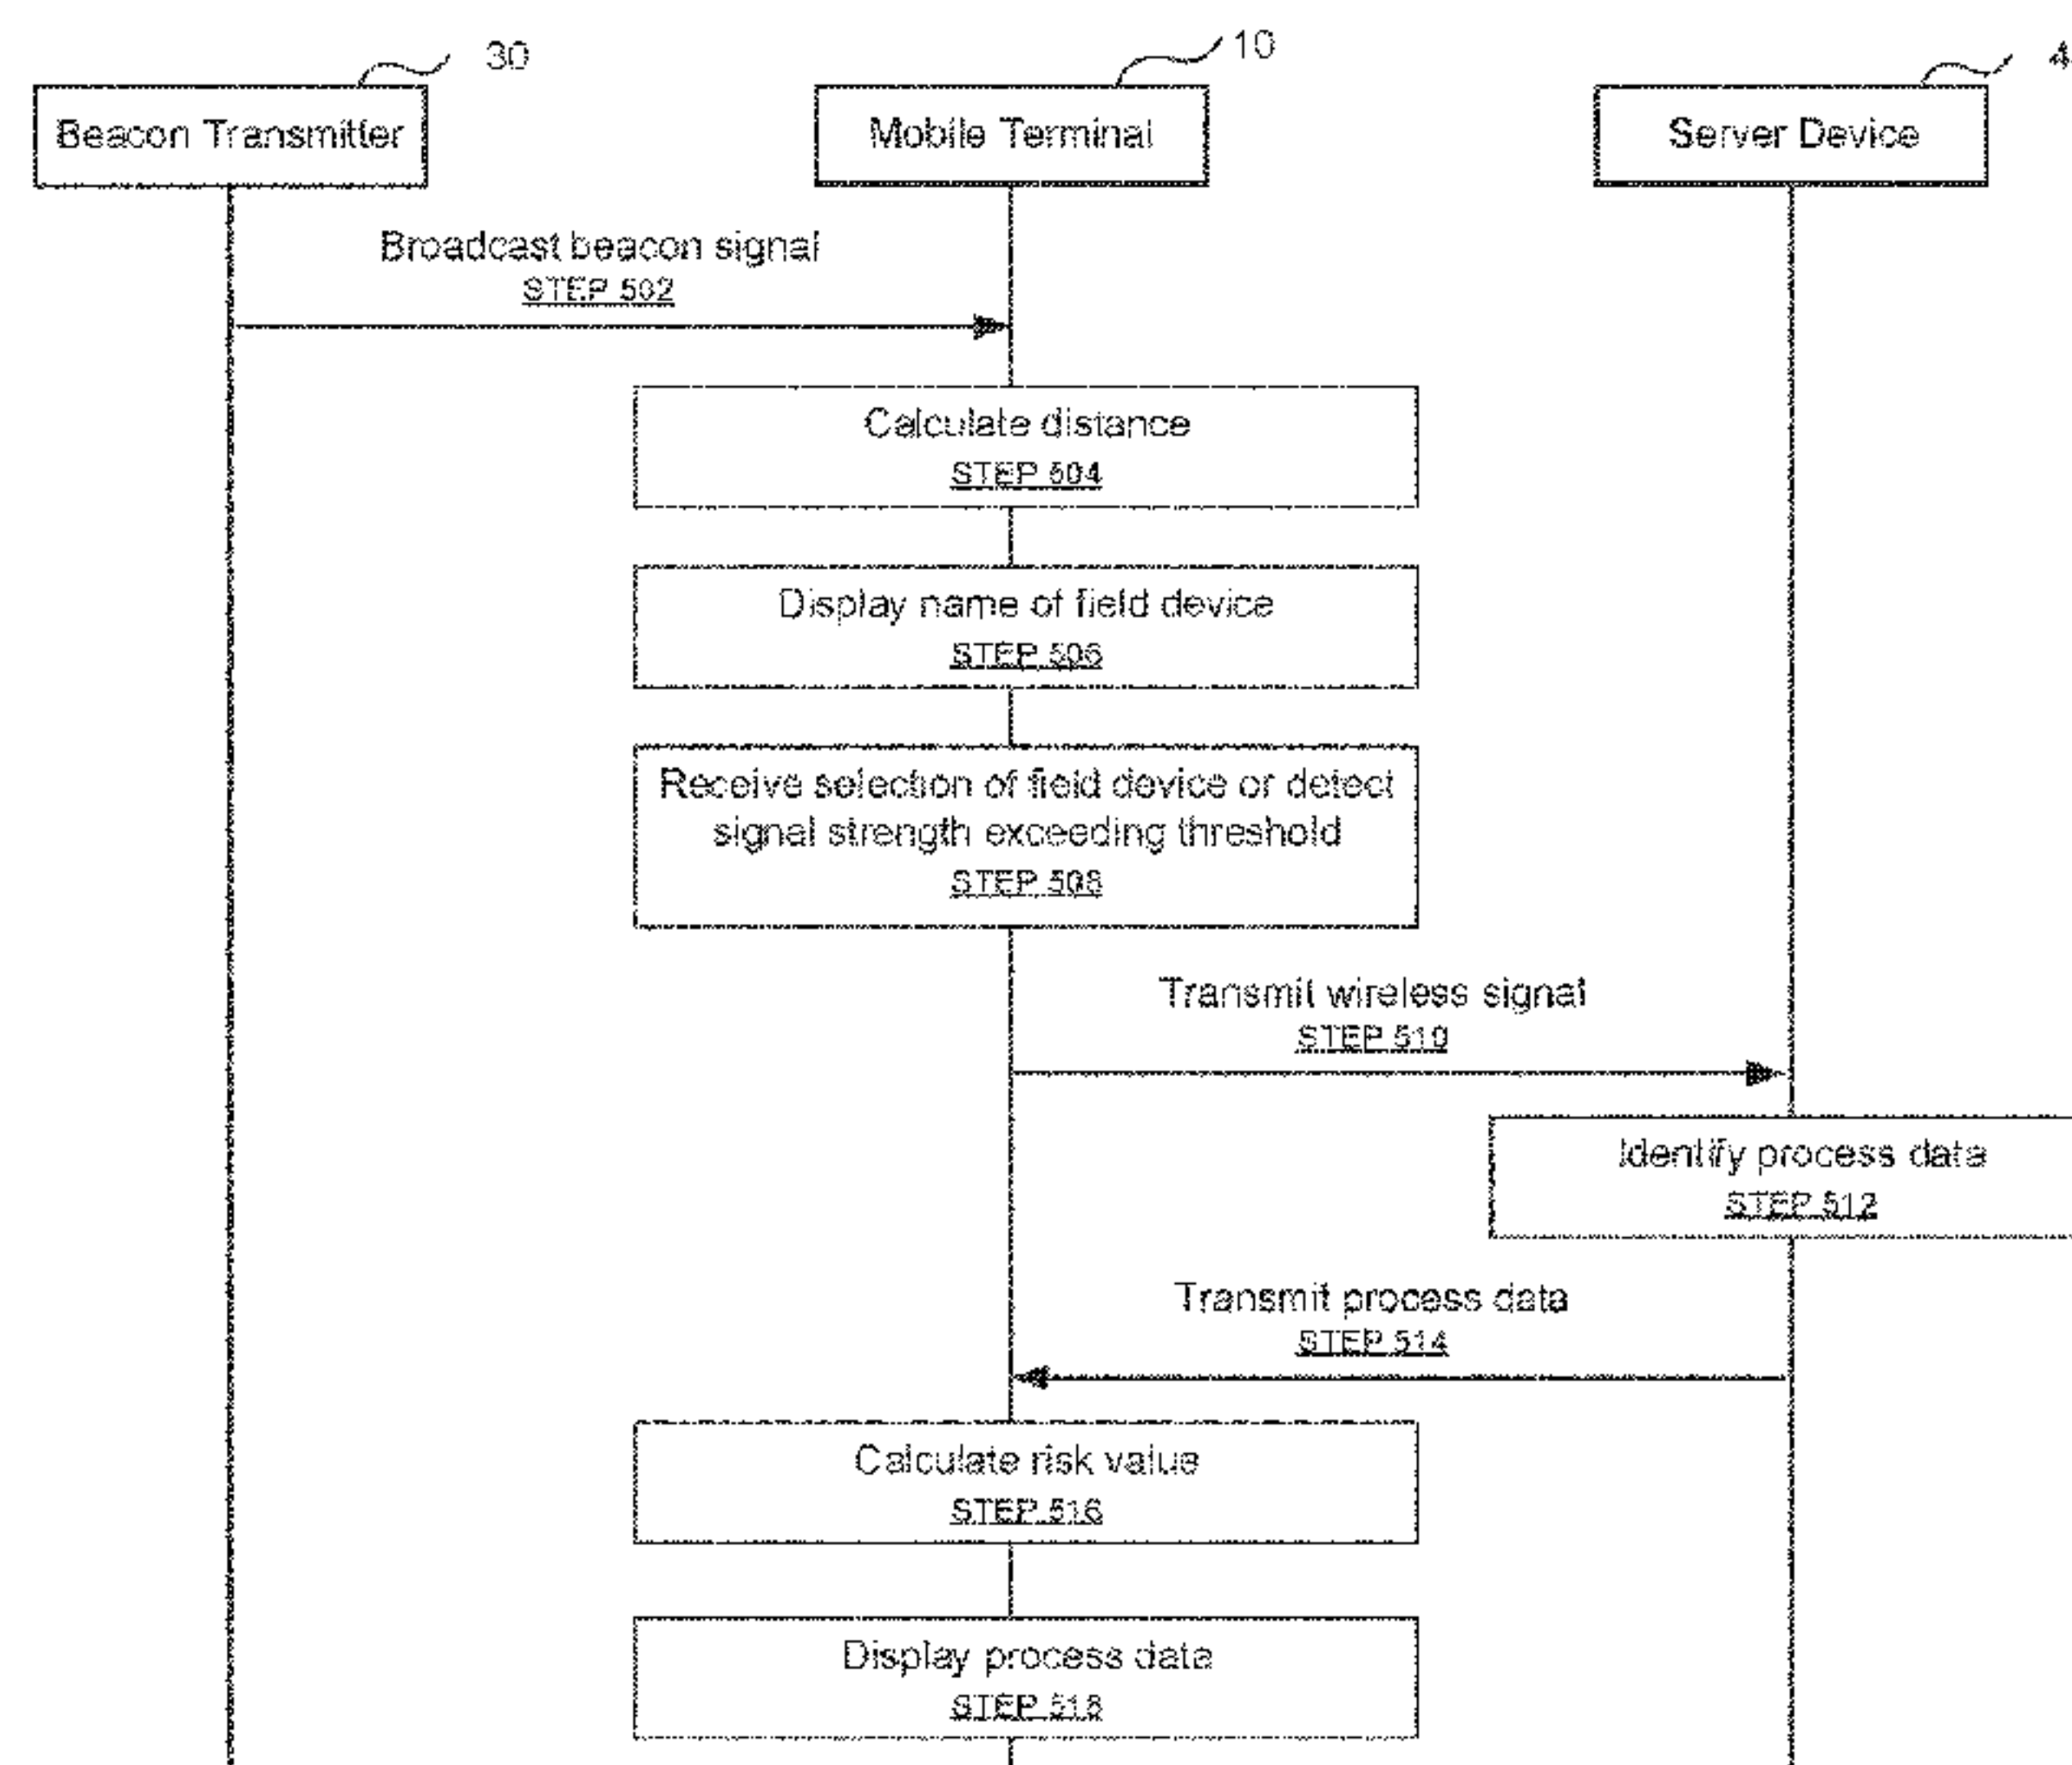 30
10
4
Beacon Transmitter
Mobile Terminal
Server Device
Broadcast beacon signal
STEP 502
Calculate distance
STEP 504
Display name of field device
STEP 506
Receive selection of field device or detect
signal strength exceeding threshold
STEP 508
Transmit wireless signal
STEP 510
Identify process data
STEP 512
Transmit process data
STEP 514
Calculate risk value
STEP 516
Display process data
STEP 518